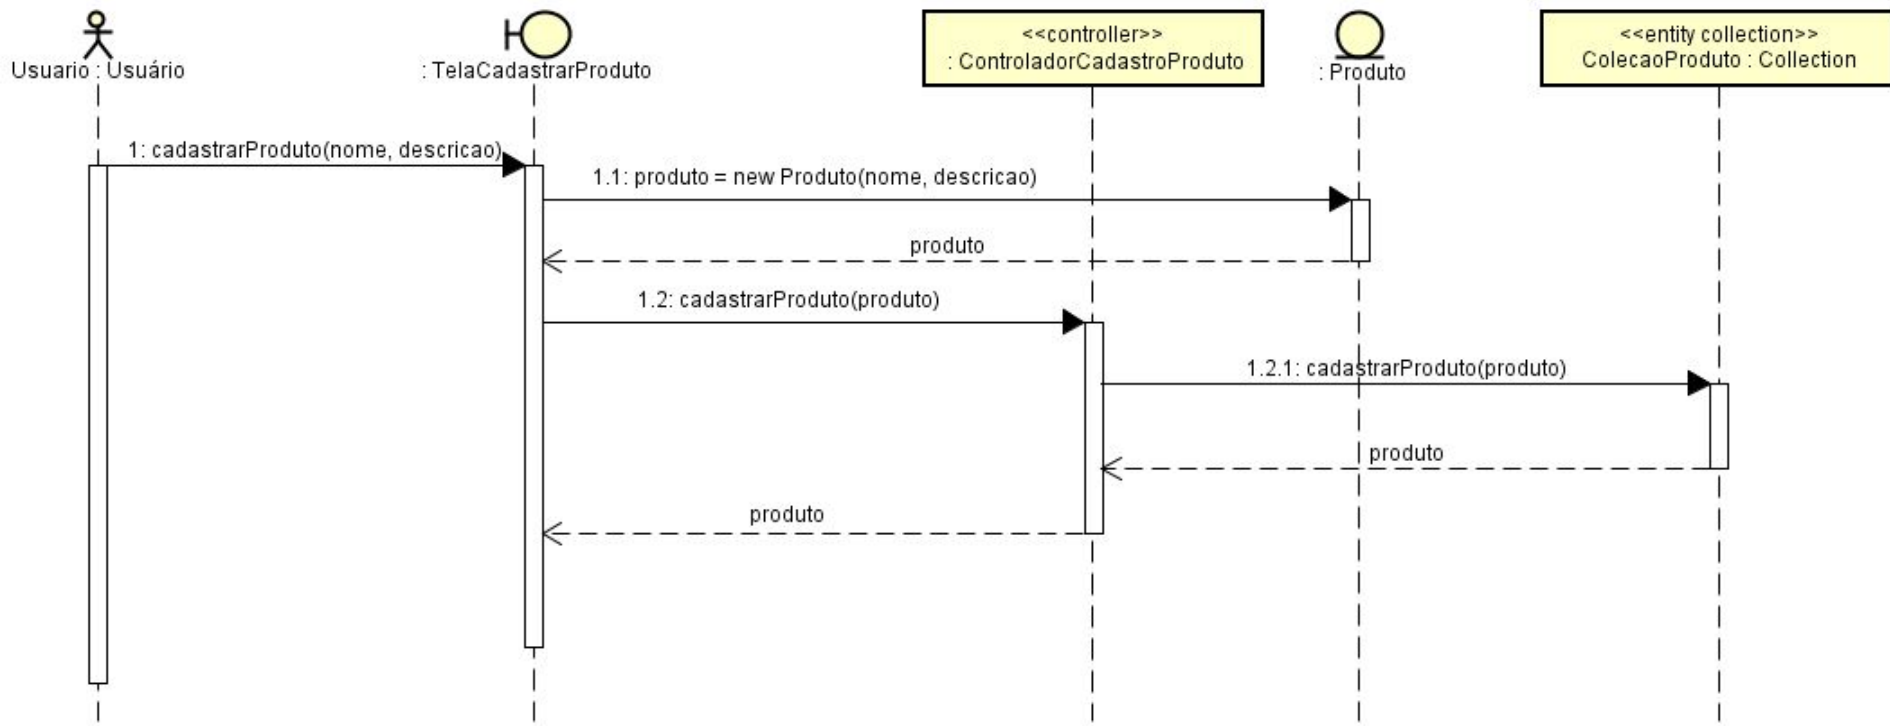 Usuario : Usuário
: TelaCadastrarProduto
<<controller>>
: ControladorCadastroProduto
: Produto
<<entity collection>>
ColecaoProduto : Collection
1: cadastrarProduto(nome, descricao)
1.1: produto = new Produto(nome, descricao)
produto
1.2: cadastrarProduto(produto)
1.2.1: cadastrarProduto(produto)
produto
produto